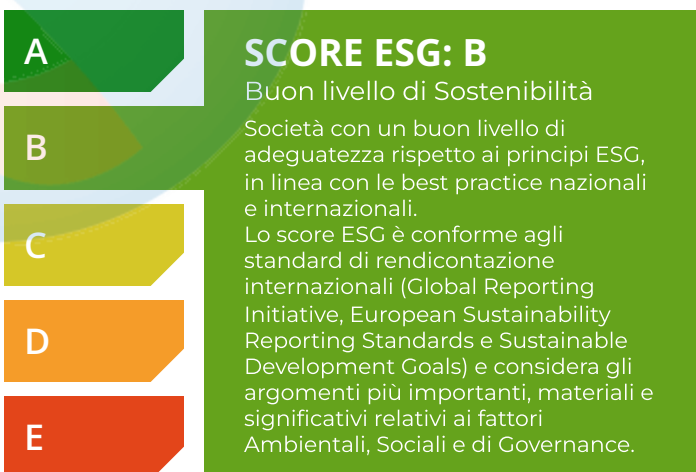 A
B
C
D
E
SCORE ESG: B
Buon livello di Sostenibilità
Società con un buon livello di
adeguatezza rispetto ai principi ESG,
in linea con le best practice nazionali
e internazionali.
Lo score ESG è conforme agli
standard di rendicontazione
internazionali (Global Reporting
Initiative, European Sustainability
Reporting Standards e Sustainable
Development Goals) e considera gli
argomenti più importanti, materiali e
significativi relativi ai fattori
Ambientali, Sociali e di Governance.